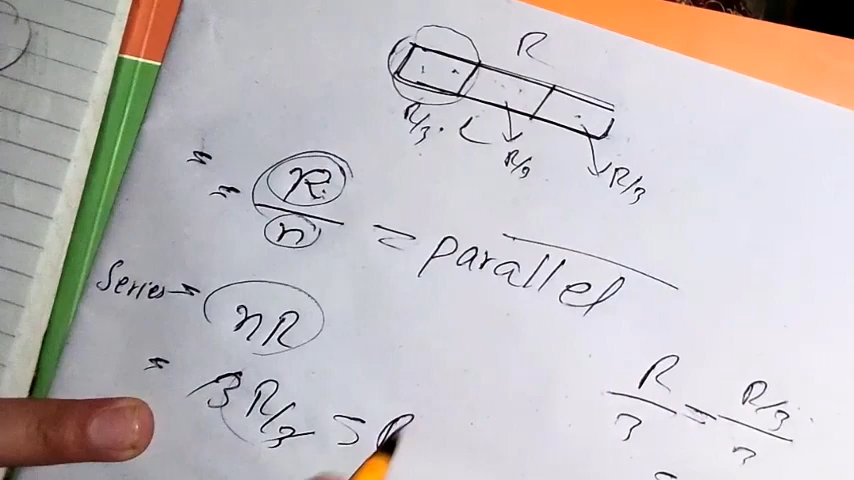 R
R/3 L R/3 R/3
= R/n = parallel
Series = nR
= 3R/3 = R
R/3 = R/3/3
=